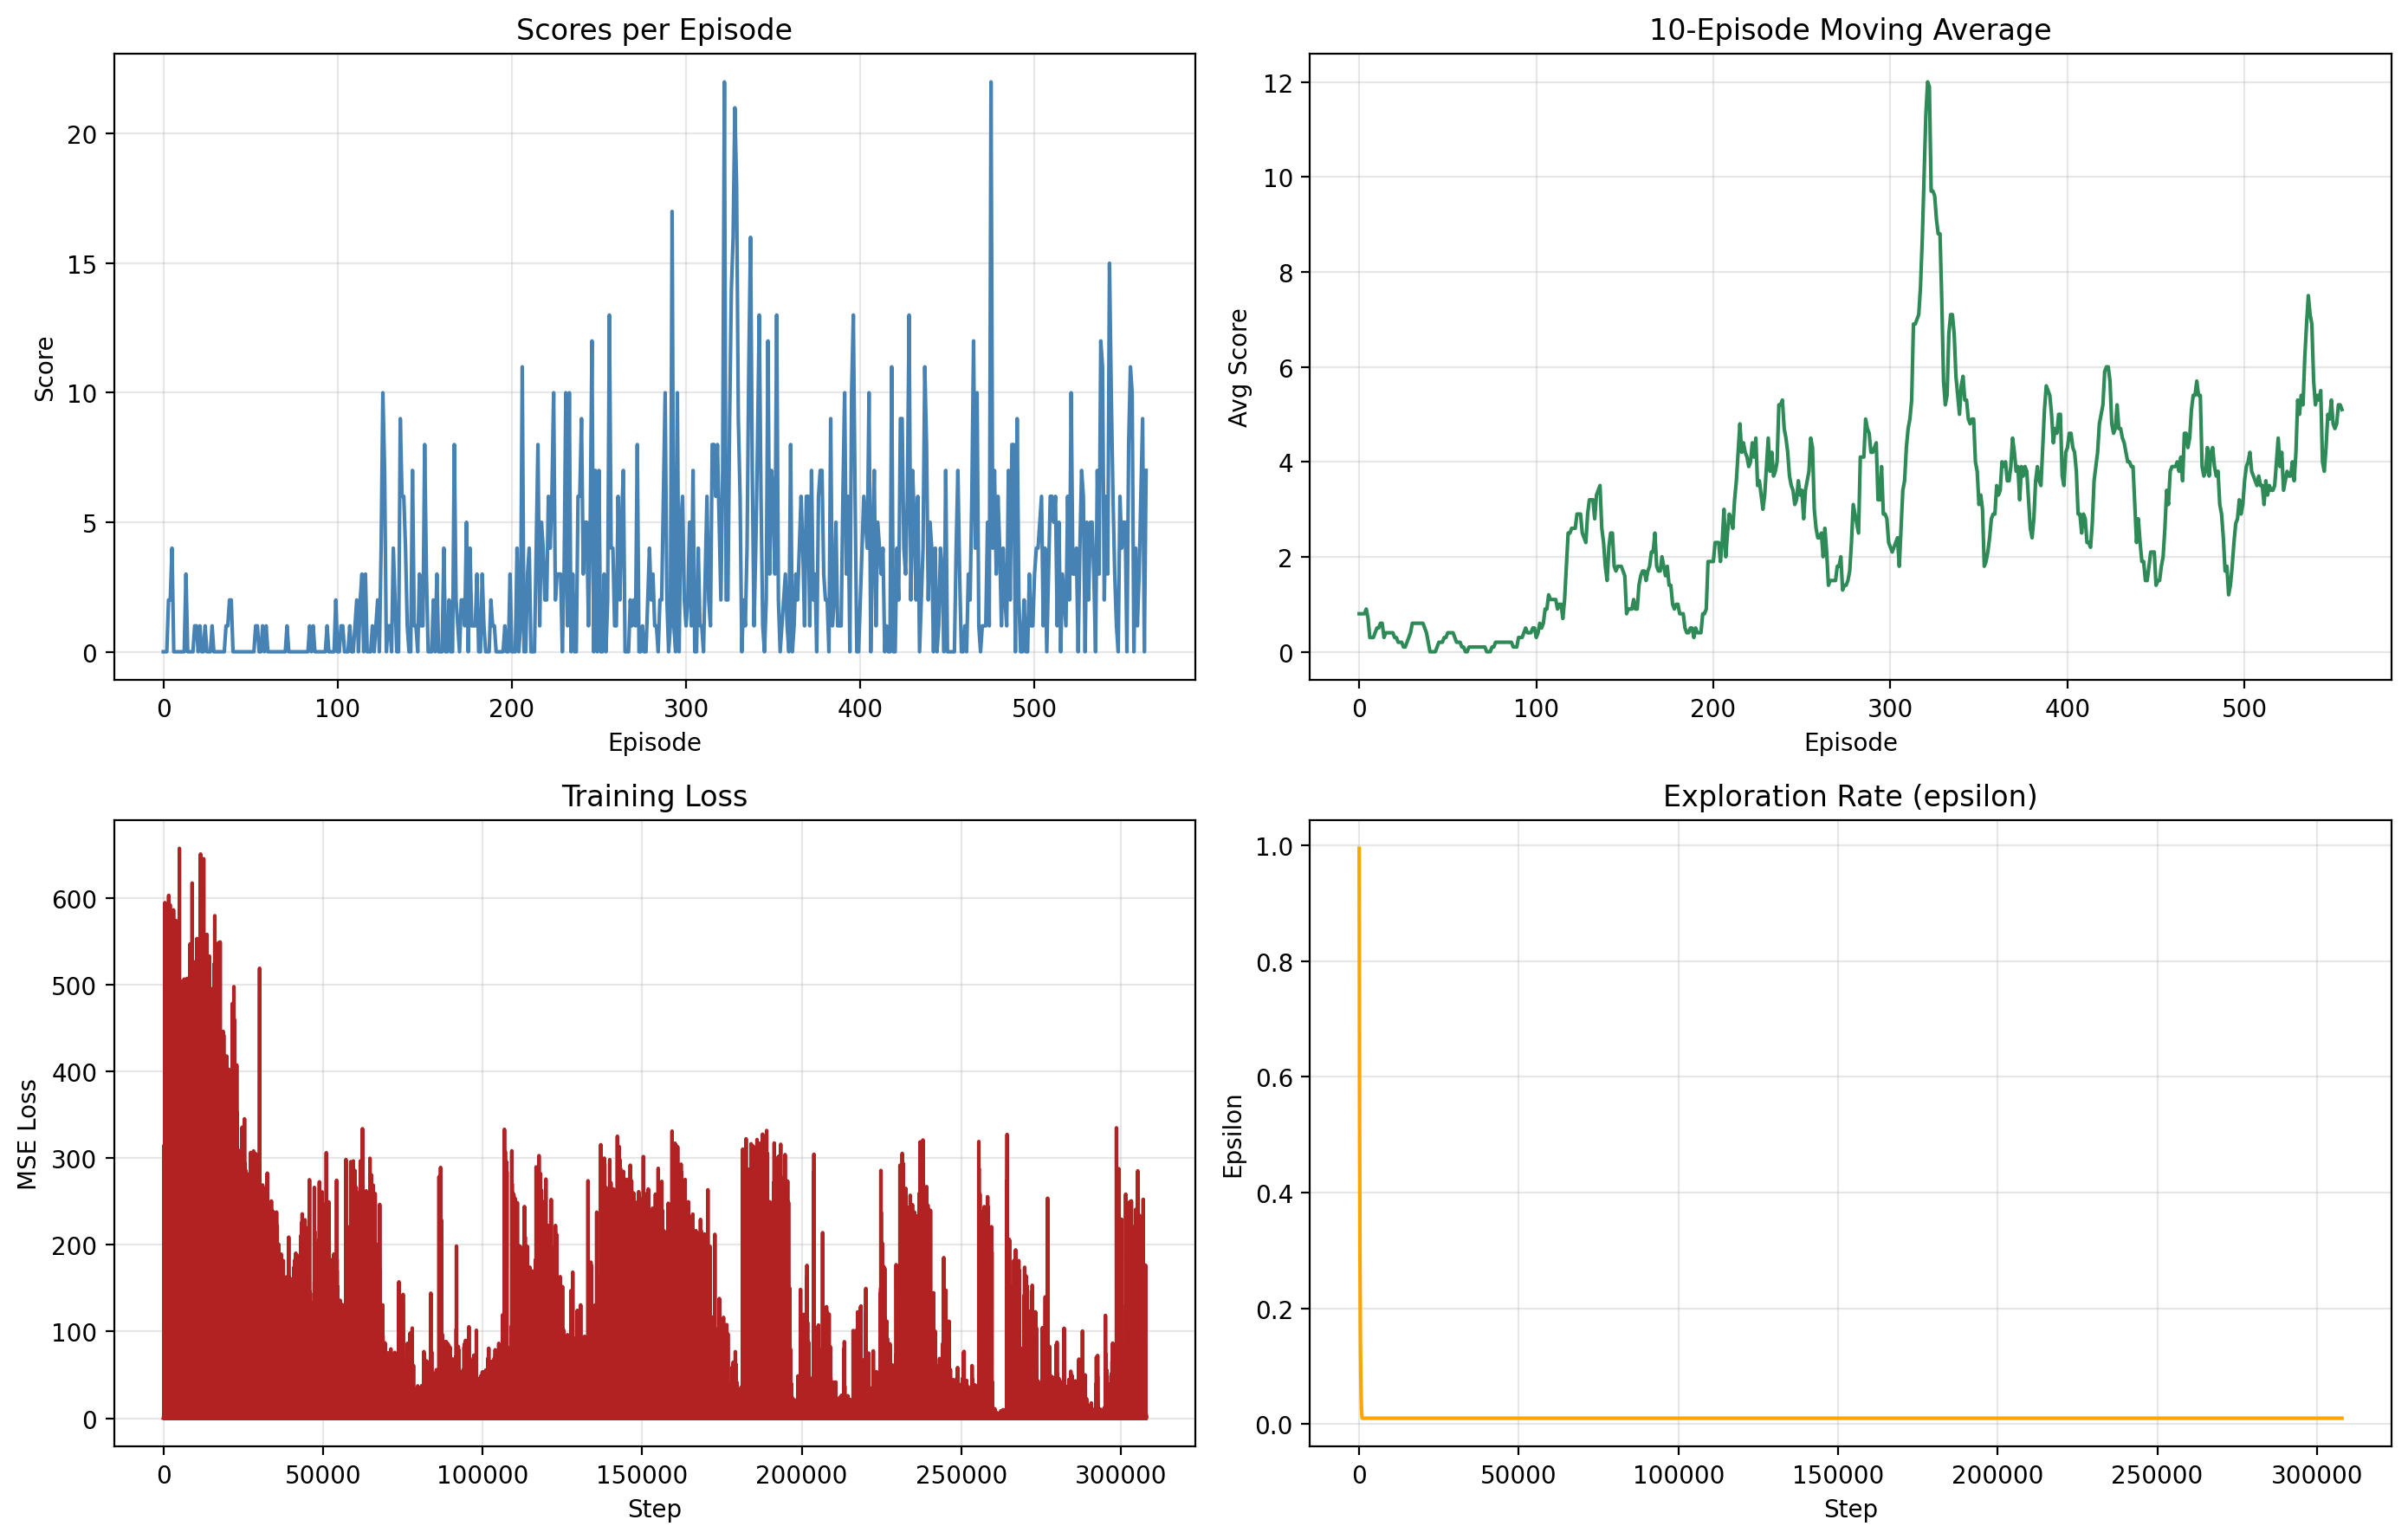 Scores per Episode
Score
20
15
10
5
0
0 100 200 300 400 500
Episode
10-Episode Moving Average
Avg Score
12
10
8
6
4
2
0
0 100 200 300 400 500
Episode
Training Loss
MSE Loss
600
500
400
300
200
100
0
0 50000 100000 150000 200000 250000 300000
Step
Exploration Rate (epsilon)
Epsilon
1.0
0.8
0.6
0.4
0.2
0.0
0 50000 100000 150000 200000 250000 300000
Step